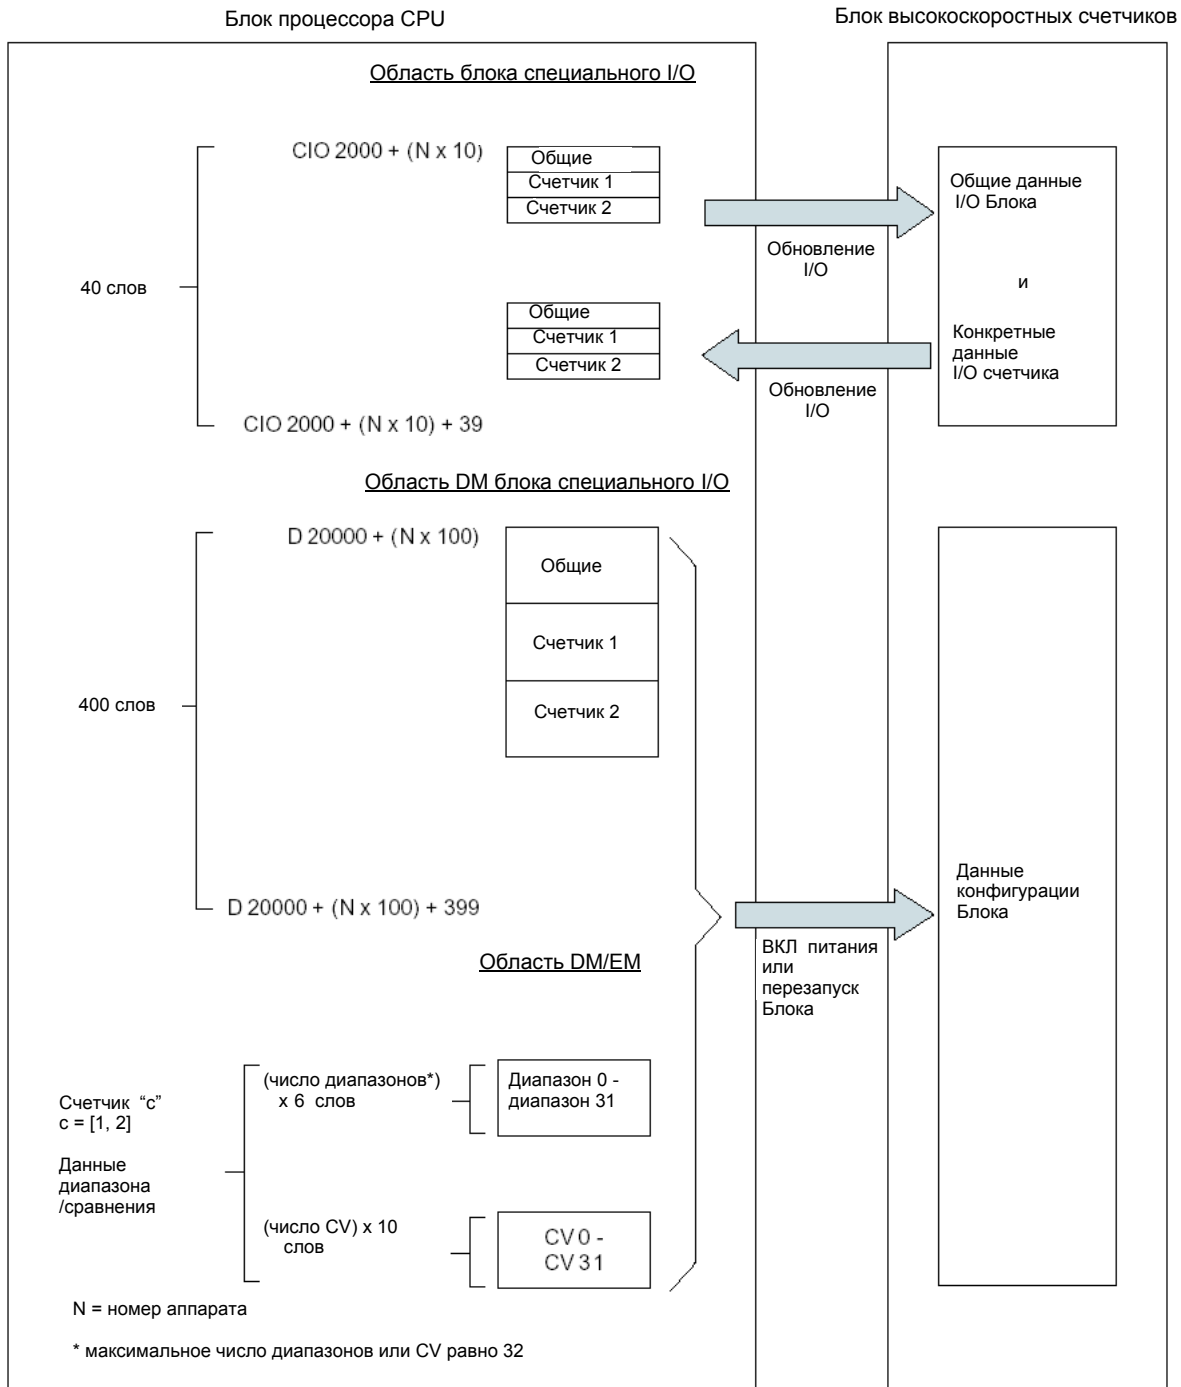 Блок процессора CPU
Блок высокоскоростных счетчиков
Область блока специального I/O
CIO 2000 + (N x 10)
Общие
Счетчик 1
Счетчик 2
Общие данные
I/O Блока
Обновление
I/O
40 слов
и
Общие
Счетчик 1
Счетчик 2
Конкретные
данные
I/O счетчика
Обновление
I/O
CIO 2000 + (N x 10) + 39
Область DM блока специального I/O
D 20000 + (N x 100)
Общие
Счетчик 1
400 слов
Счетчик 2
D 20000 + (N x 100) + 399
Данные
конфигурации
Блока
ВКЛ питания
или
перезапуск
Блока
Область DM/EM
(число диапазонов*)
x 6 слов
Диапазон 0 -
диапазон 31
Счетчик “c”
c = [1, 2]
Данные
диапазона
/сравнения
(число CV) x 10
слов
CV 0 -
CV 31
N = номер аппарата
* максимальное число диапазонов или CV равно 32